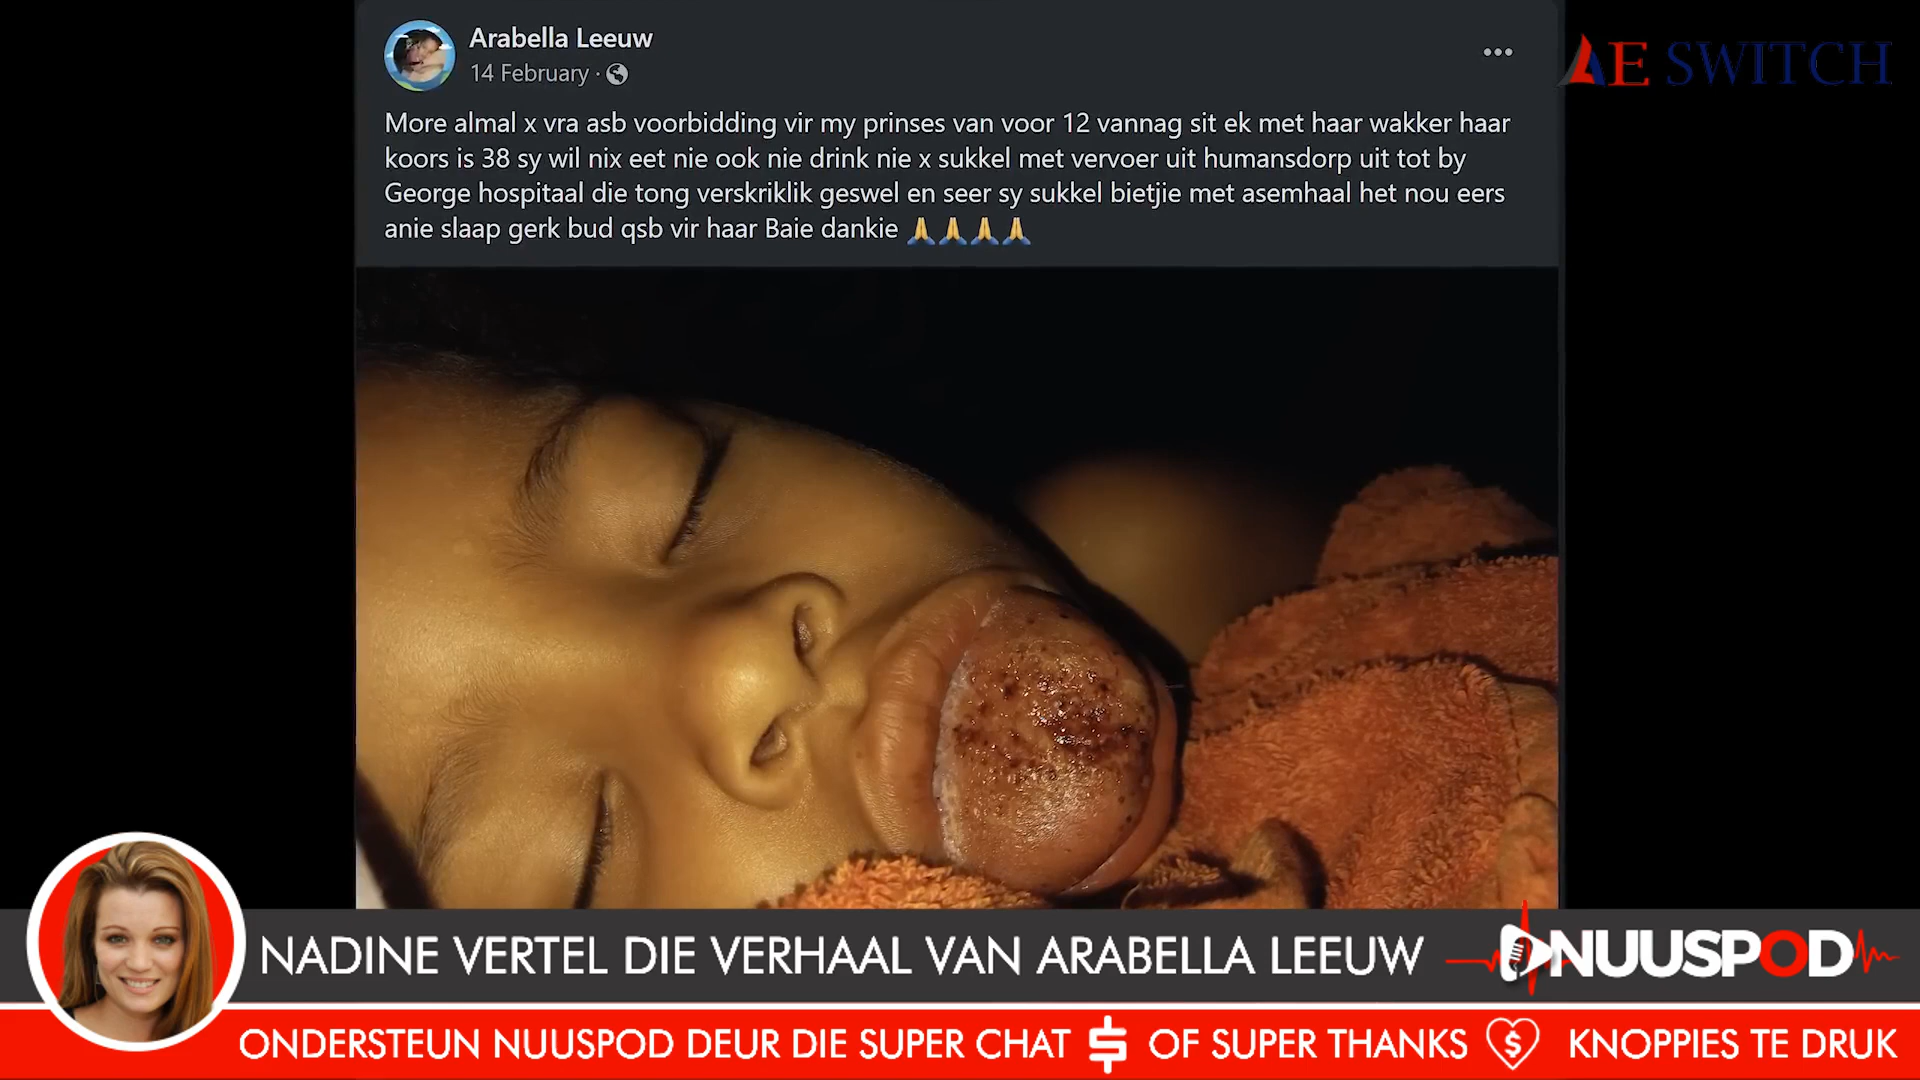 Arabella Leeuw
14 February ·
AE SWITCH
More almal x vra asb voorbidding vir my prinses van voor 12 vannag sit ek met haar wakker haar
koors is 38 sy wil nix eet nie ook nie drink nie x sukkel met vervoer uit humansdorp uit tot by
George hospitaal die tong verskriklik geswel en seer sy sukkel bietjie met asemhaal het nou eers
anie slaap gerk bud qsb vir haar Baie dankie 🙏🙏🙏🙏
NADINE VERTEL DIE VERHAAL VAN ARABELLA LEEUW
NUUSPOD
ONDERSTEUN NUUSPOD DEUR DIE SUPER CHAT $ OF SUPER THANKS $ KNOPPIES TE DRUK